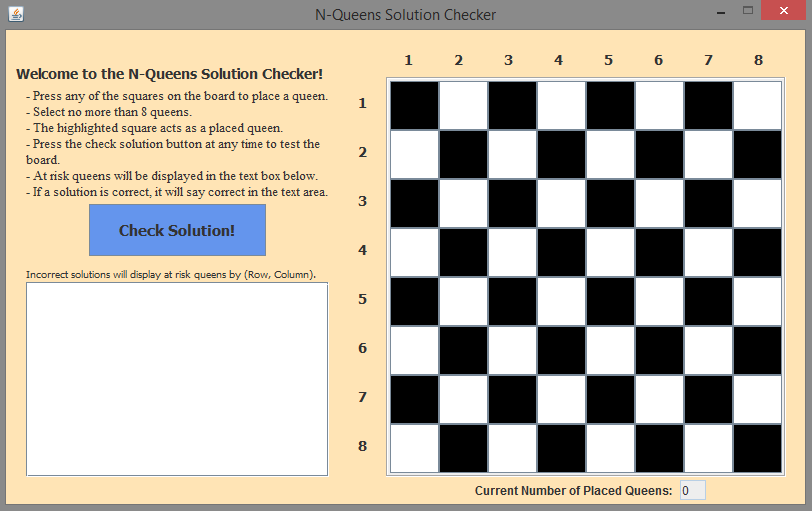 N-Queens Solution Checker
Welcome to the N-Queens Solution Checker!
- Press any of the squares on the board to place a queen.
- Select no more than 8 queens.
- The highlighted square acts as a placed queen.
- Press the check solution button at any time to test the
board.
- At risk queens will be displayed in the text box below.
- If a solution is correct, it will say correct in the text area.
Check Solution!
Incorrect solutions will display at risk queens by (Row, Column).
1 2 3 4 5 6 7 8
1
2
3
4
5
6
7
8
Current Number of Placed Queens: 0